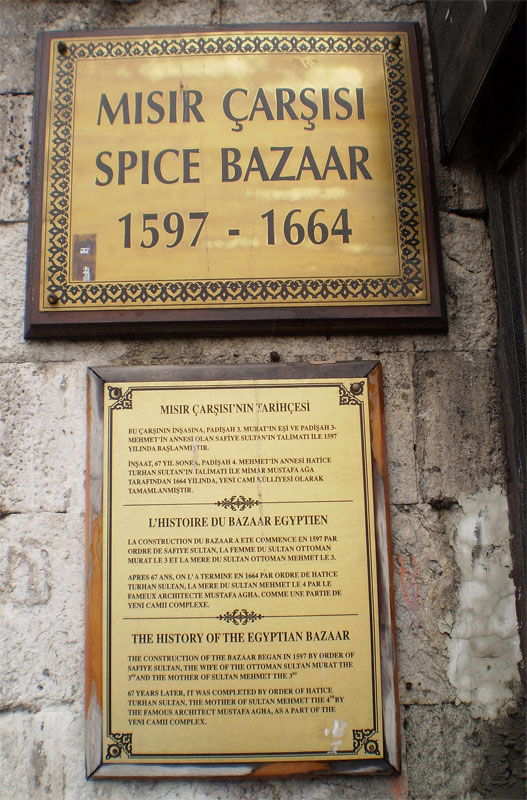 MISIR ÇARŞISI
SPICE BAZAAR
1597 - 1664
MISIR ÇARŞISI'NIN TARİHÇESİ
BU ÇARŞININ İNŞASINA, PADİŞAH 3. MURAT'IN EŞİ VE PADİŞAH 3.
MEHMET'İN ANNESİ OLAN SAFİYE SULTAN'IN TALİMATI İLE 1597
YILINDA BAŞLANMIŞTIR.
İNŞAAT, 67 YIL SONRA, PADİŞAH 4. MEHMET'İN ANNESİ HATİCE
TURHAN SULTAN'IN TALİMATI İLE MİMAR MUSTAFA AĞA
TARAFINDAN 1664 YILINDA, YENİ CAMİ KÜLLİYESİ OLARAK
TAMAMLANMIŞTIR.
L'HISTOIRE DU BAZAAR EGYPTIEN
LA CONSTRUCTION DU BAZAAR A ETE COMMENCE EN 1597 PAR
ORDRE DE SAFIYE SULTAN, LA FEMME DU SULTAN OTTOMAN
MURAT LE 3 ET LA MERE DU SULTAN OTTOMAN MEHMET LE 3.
APRES 67 ANS, ON L' A TERMINE EN 1664 PAR ORDRE DE HATICE
TURHAN SULTAN, LA MERE DU SULTAN MEHMET LE 4 PAR LE
FAMEUX ARCHITECTE MUSTAFA AGHA. COMME UNE PARTIE DE
YENI CAMII COMPLEXE.
THE HISTORY OF THE EGYPTIAN BAZAAR
THE CONSTRUCTION OF THE BAZAAR BEGAN IN 1597 BY ORDER OF
SAFIYE SULTAN, THE WIFE OF THE OTTOMAN SULTAN MURAT THE
3RD AND THE MOTHER OF SULTAN MEHMET THE 3RD
67 YEARS LATER, IT WAS COMPLETED BY ORDER OF HATICE
TURHAN SULTAN, THE MOTHER OF SULTAN MEHMET THE 4TH BY
THE FAMOUS ARCHITECT MUSTAFA AGHA, AS A PART OF THE
YENI CAMII COMPLEX.